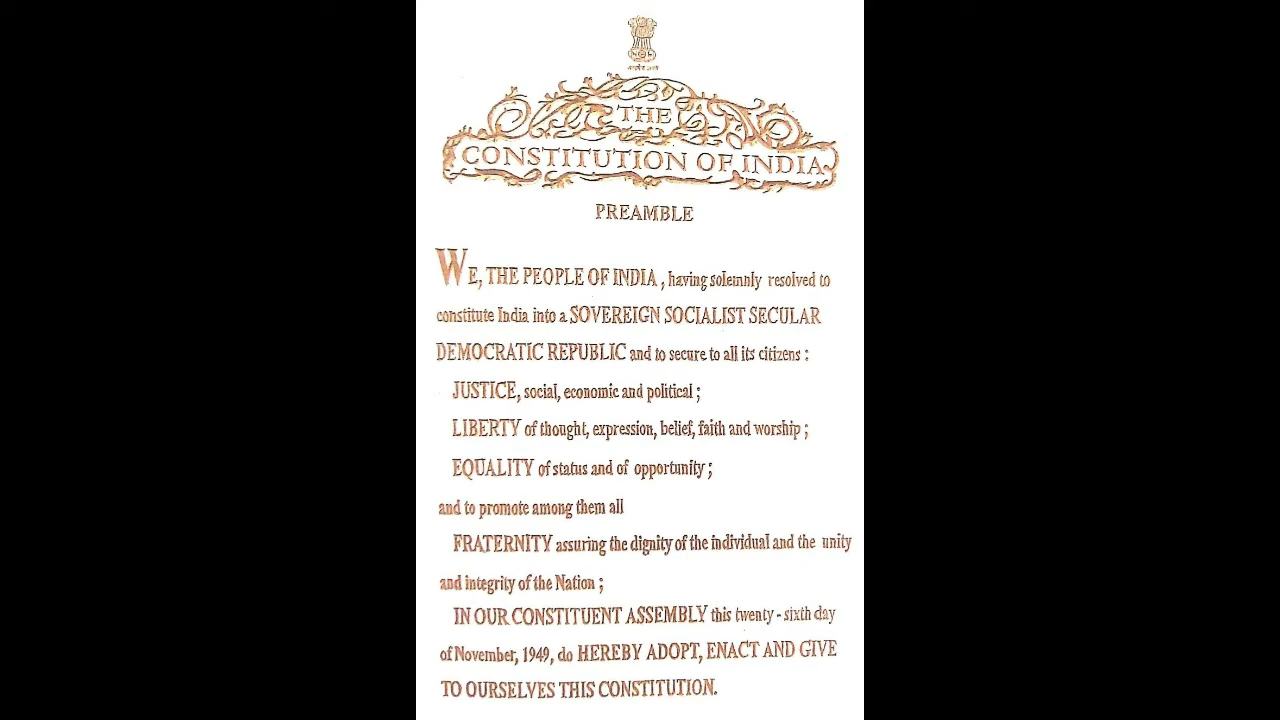 THE
CONSTITUTION OF INDIA
PREAMBLE
WE, THE PEOPLE OF INDIA , having solemnly resolved to
constitute India into a SOVEREIGN SOCIALIST SECULAR
DEMOCRATIC REPUBLIC and to secure to all its citizens :
JUSTICE, social, economic and political ;
LIBERTY of thought, expression, belief, faith and worship ;
EQUALITY of status and of opportunity ;
and to promote among them all
FRATERNITY assuring the dignity of the individual and the unity
and integrity of the Nation ;
IN OUR CONSTITUENT ASSEMBLY this twenty - sixth day
of November, 1949, do HEREBY ADOPT, ENACT AND GIVE
TO OURSELVES THIS CONSTITUTION.